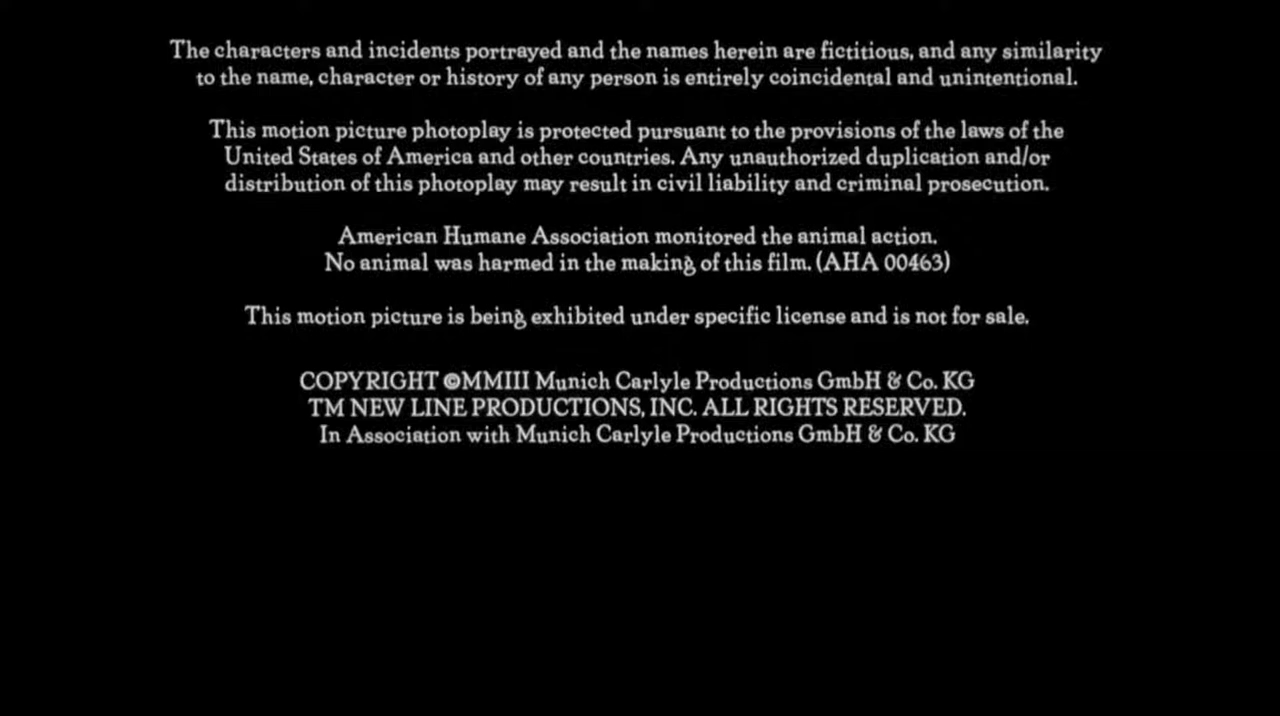 The characters and incidents portrayed and the names herein are fictitious, and any similarity
to the name, character or history of any person is entirely coincidental and unintentional.
This motion picture photoplay is protected pursuant to the provisions of the laws of the
United States of America and other countries. Any unauthorized duplication and/or
distribution of this photoplay may result in civil liability and criminal prosecution.
American Humane Association monitored the animal action.
No animal was harmed in the making of this film. (AHA 00463)
This motion picture is being exhibited under specific license and is not for sale.
COPYRIGHT ©MMIII Munich Carlyle Productions GmbH & Co. KG
TM NEW LINE PRODUCTIONS, INC. ALL RIGHTS RESERVED.
In Association with Munich Carlyle Productions GmbH & Co. KG